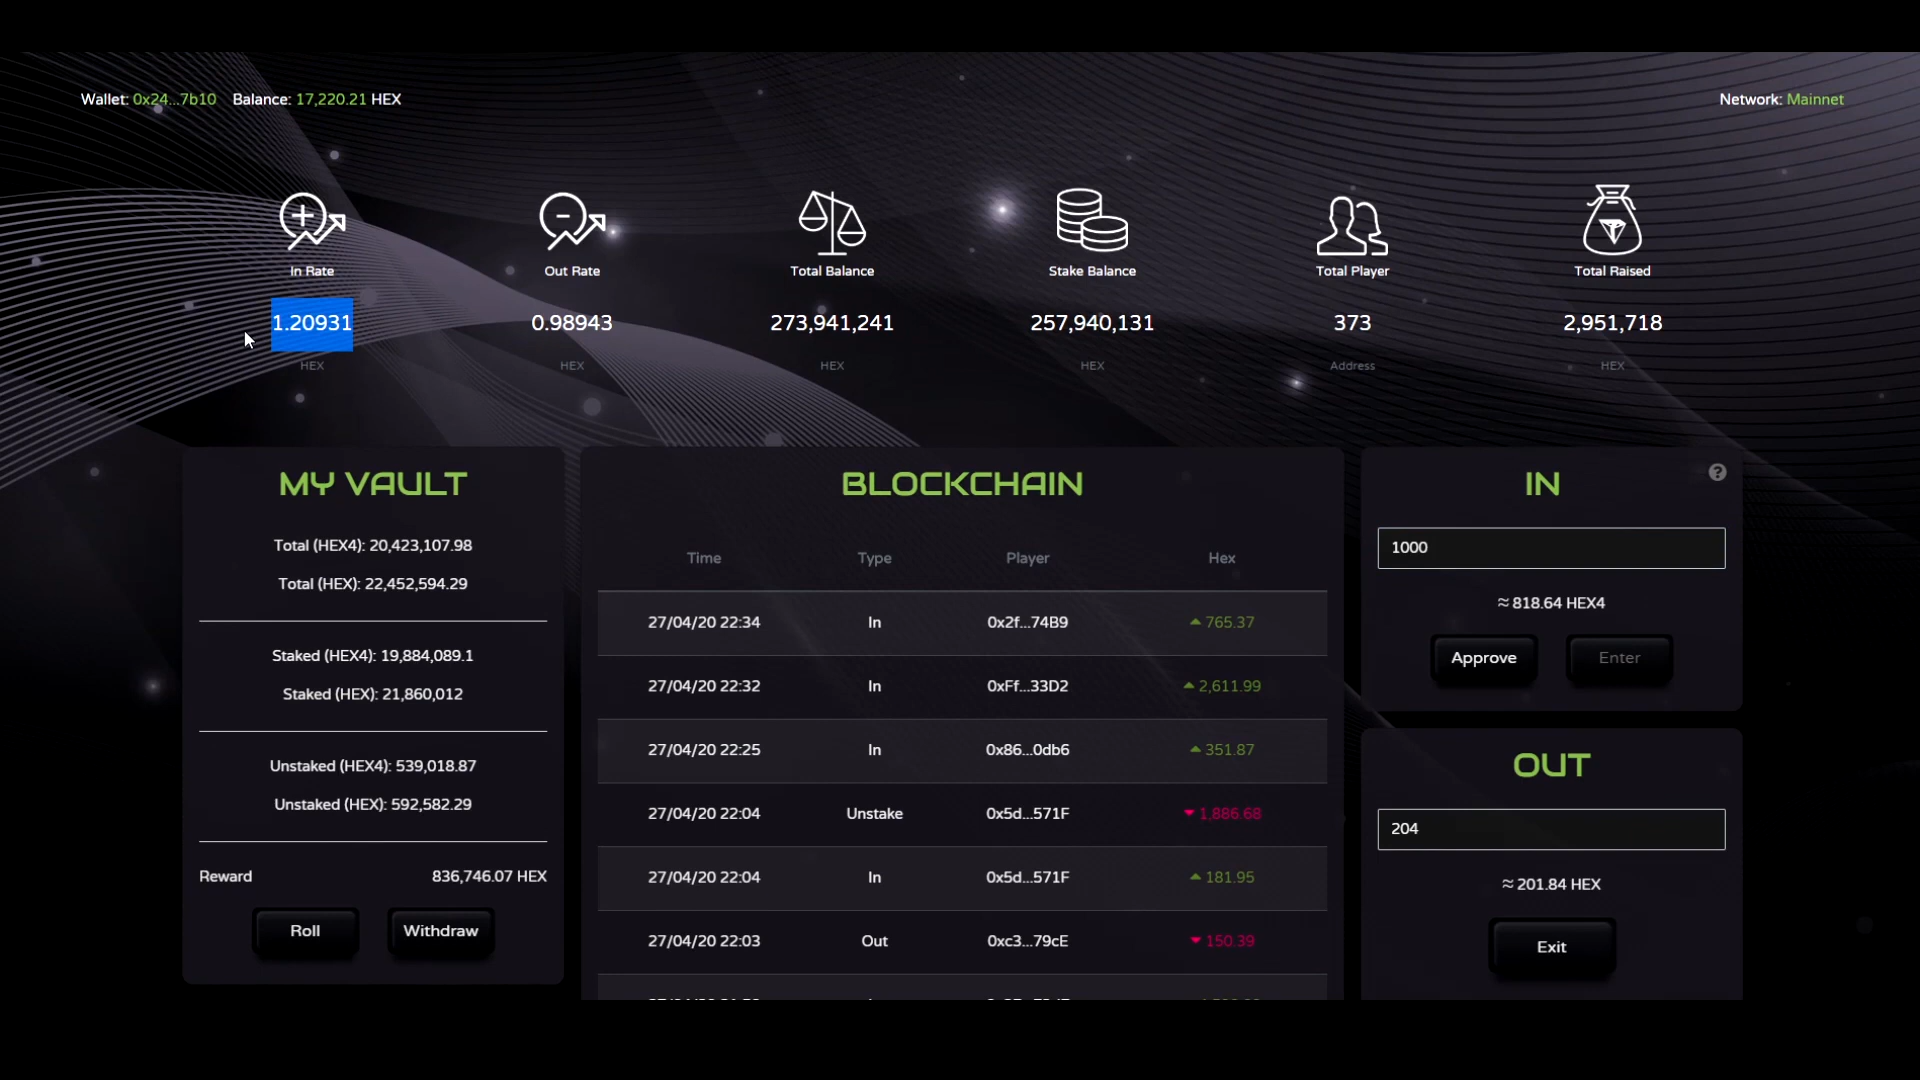 Wallet: 0x24...7b10 Balance: 17,220.21 HEX
Network: Mainnet
In Rate
1.20931
HEX
Out Rate
0.98943
HEX
Total Balance
273,941,241
HEX
Stake Balance
257,940,131
HEX
Total Player
373
Address
Total Raised
2,951,718
HEX
MY VAULT
Total (HEX4): 20,423,107.98
Total (HEX): 22,452,594.29
Staked (HEX4): 19,884,089.1
Staked (HEX): 21,860,012
Unstaked (HEX4): 539,018.87
Unstaked (HEX): 592,582.29
Reward 836,746.07 HEX
Roll Withdraw
BLOCKCHAIN
Time Type Player Hex
27/04/20 22:34 In 0x2f...74B9 765.37
27/04/20 22:32 In 0xFf...33D2 2,611.99
27/04/20 22:25 In 0x86...0db6 351.87
27/04/20 22:04 Unstake 0x5d...571F 1,886.68
27/04/20 22:04 In 0x5d...571F 181.95
27/04/20 22:03 Out 0xc3...79cE 150.39
IN
?
1000
≈ 818.64 HEX4
Approve Enter
OUT
204
≈ 201.84 HEX
Exit